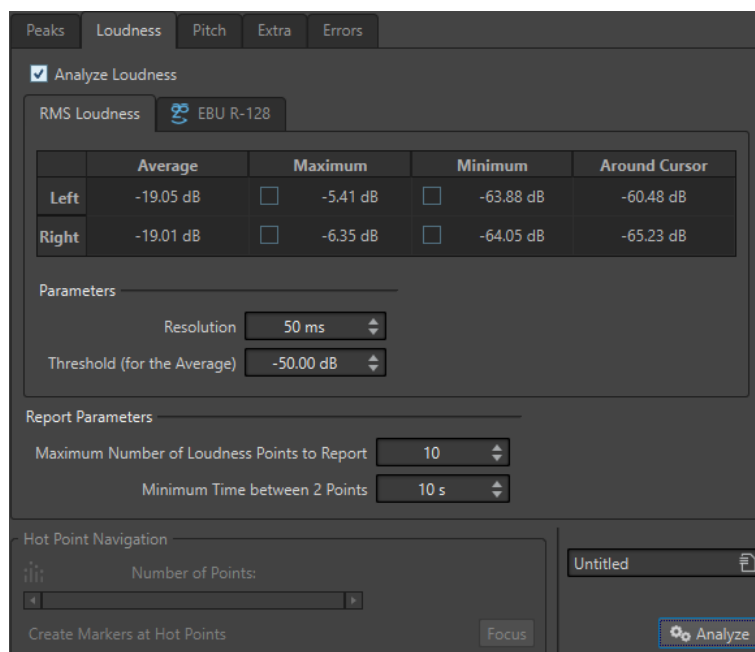 Peaks Loudness Pitch Extra Errors
Analyze Loudness
RMS Loudness EBU R-128
Average Maximum Minimum Around Cursor
Left -19.05 dB -5.41 dB -63.88 dB -60.48 dB
Right -19.01 dB -6.35 dB -64.05 dB -65.23 dB
Parameters
Resolution 50 ms
Threshold (for the Average) -50.00 dB
Report Parameters
Maximum Number of Loudness Points to Report 10
Minimum Time between 2 Points 10 s
Hot Point Navigation
Number of Points:
Untitled
Create Markers at Hot Points Focus Analyze